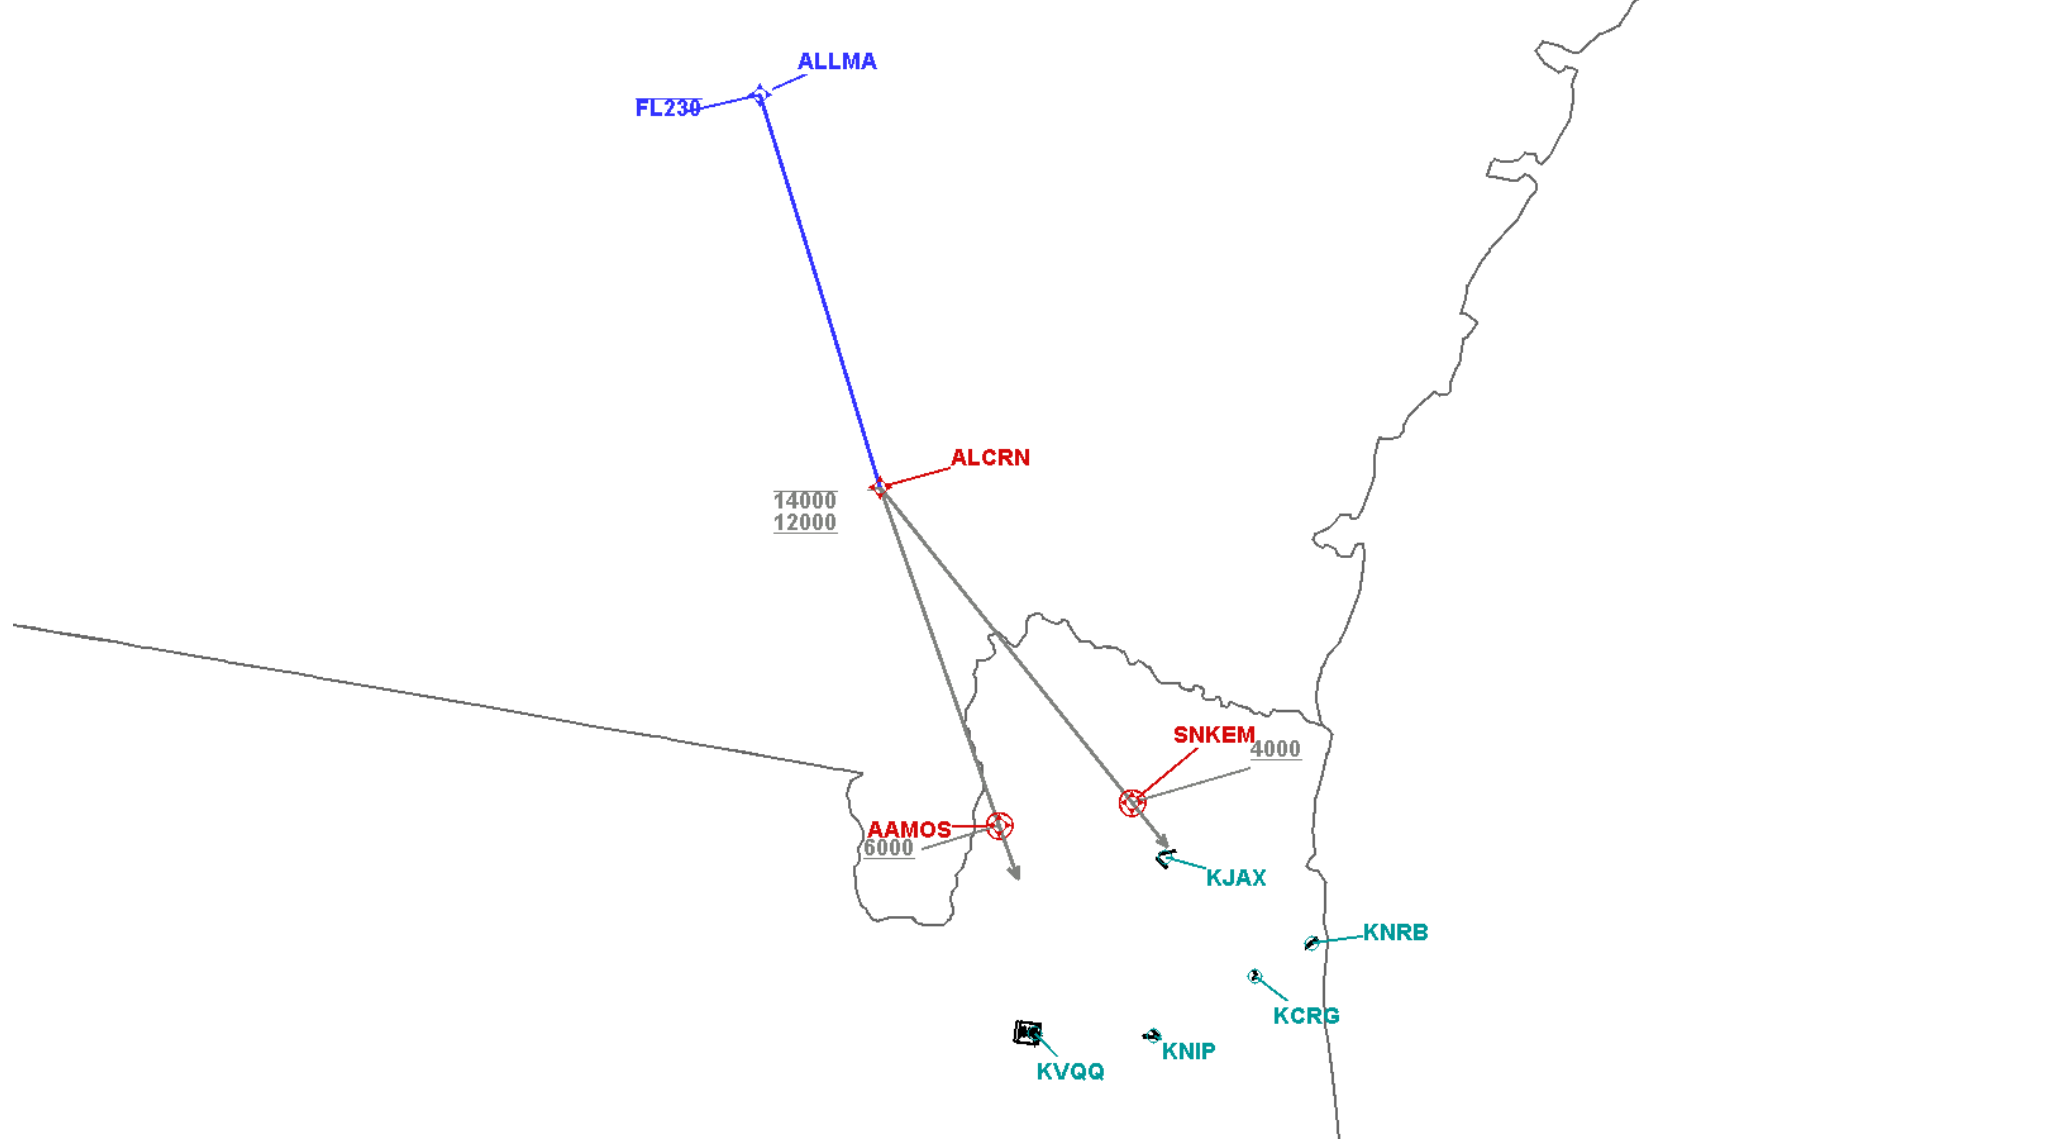 ALLMA
FL230
ALCRN
14000
12000
SNKEM
4000
AAMOS
6000
KJAX
KNRB
KCRG
KNIP
KVQQ